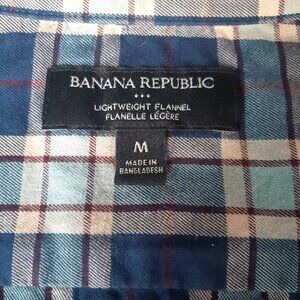 BANANA REPUBLIC
LIGHTWEIGHT FLANNEL
FLANELLE LÉGÈRE
M
MADE IN
BANGLADESH